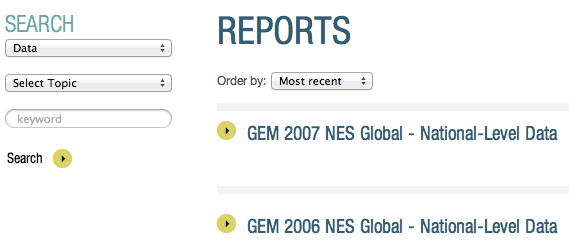 SEARCH
Data
Select Topic
keyword
Search
REPORTS
Order by: Most recent
GEM 2007 NES Global - National-Level Data
GEM 2006 NES Global - National-Level Data